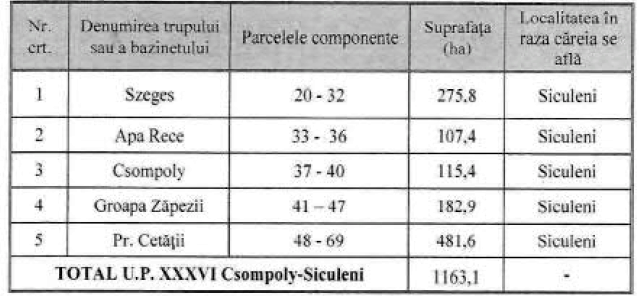 Nr. crt. Denumirea trupului sau a bazinetului Parcelele componente Suprafața (ha) Localitatea în raza căreia se află
1 Szeges 20 - 32 275,8 Siculeni
2 Apa Rece 33 - 36 107,4 Siculeni
3 Csompoly 37 - 40 115,4 Siculeni
4 Groapa Zăpezii 41 – 47 182,9 Siculeni
5 Pr. Cetății 48 - 69 481,6 Siculeni
TOTAL U.P. XXXVI Csompoly-Siculeni 1163,1 -